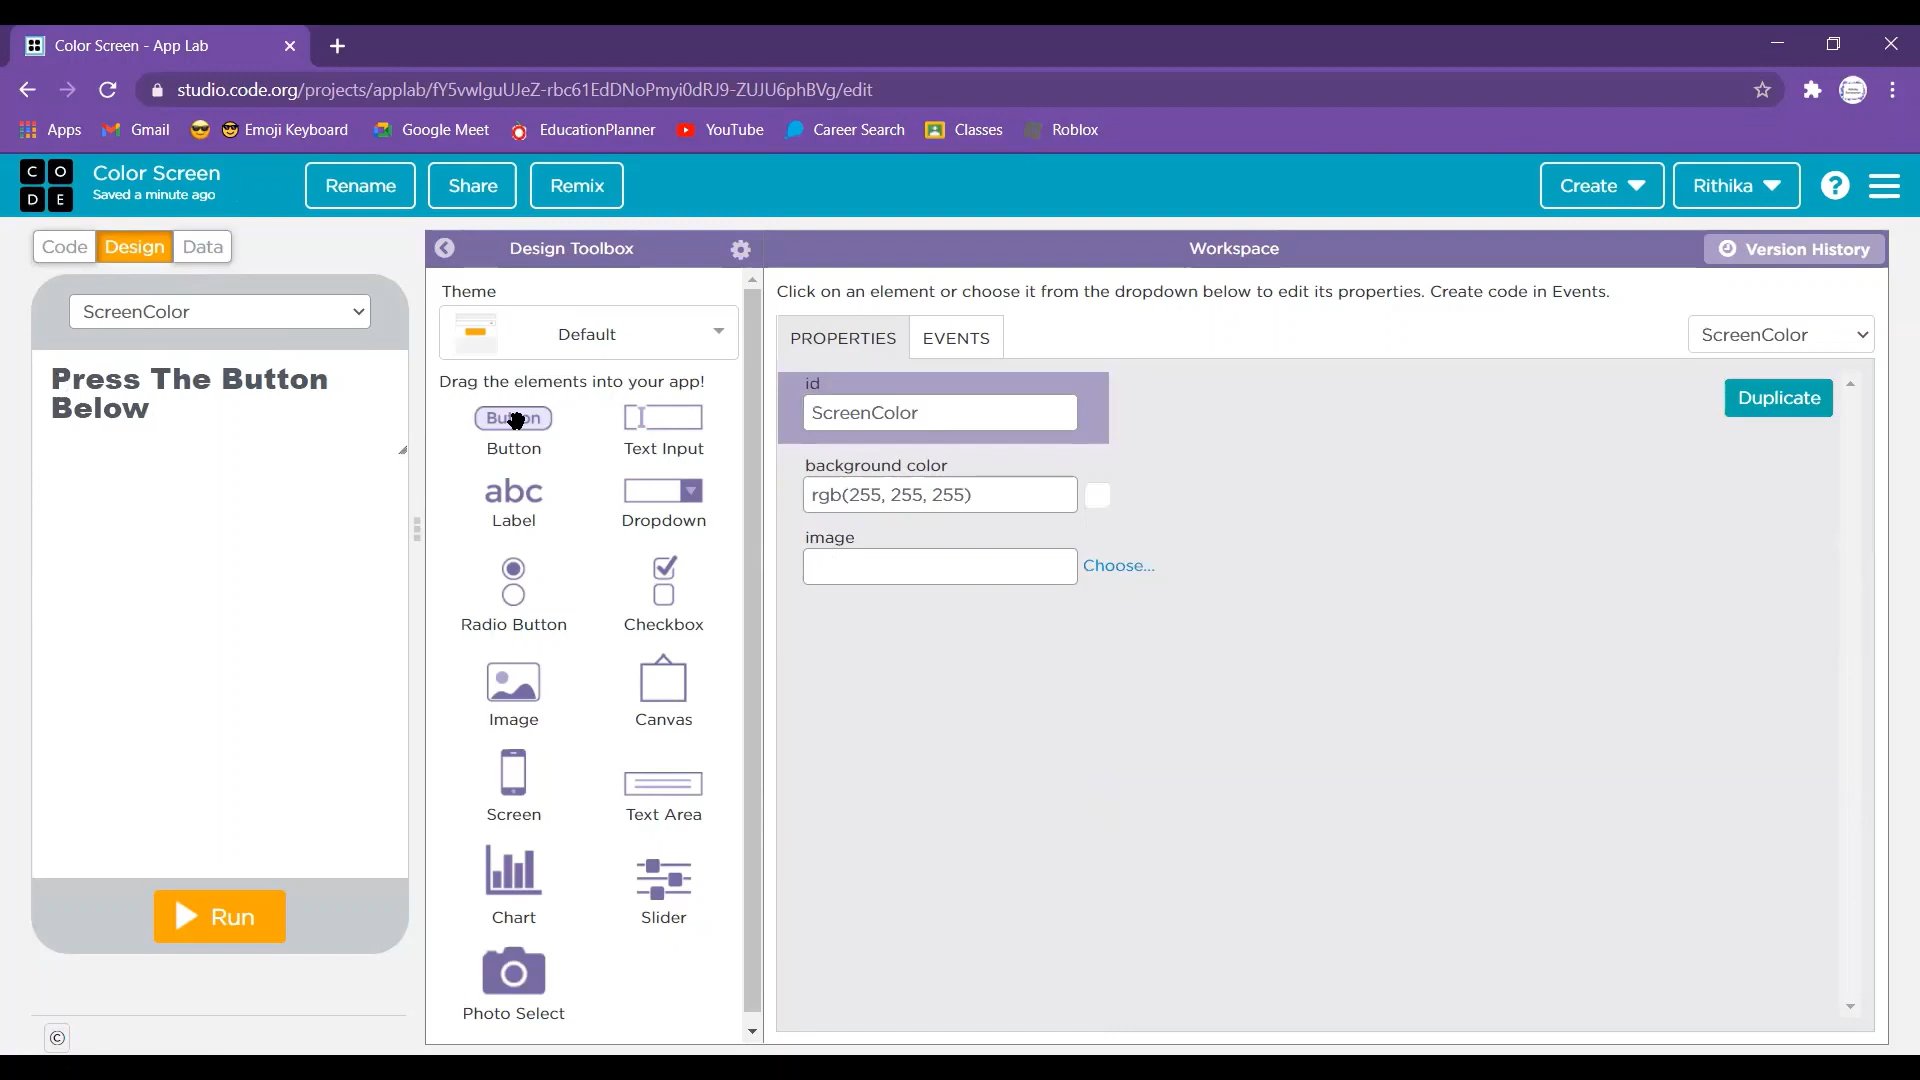 Color Screen - App Lab
studio.code.org/projects/applab/fY5vwlguUJeZ-rbc61EdDNoPmyi0dRJ9-ZUJU6phBVg/edit
Apps Gmail Emoji Keyboard Google Meet EducationPlanner YouTube Career Search Classes Roblox
C O
D E
Color Screen
Saved a minute ago
Rename Share Remix Create Rithika ?
Code Design Data
Design Toolbox Workspace Version History
ScreenColor
Press The Button
Below
Run
©
Theme
Default
Drag the elements into your app!
Button
Button Text Input
abc
Label Dropdown
Radio Button Checkbox
Image Canvas
Screen Text Area
Chart Slider
Photo Select
Click on an element or choose it from the dropdown below to edit its properties. Create code in Events.
PROPERTIES EVENTS ScreenColor
id
ScreenColor
Duplicate
background color
rgb(255, 255, 255)
image
Choose...